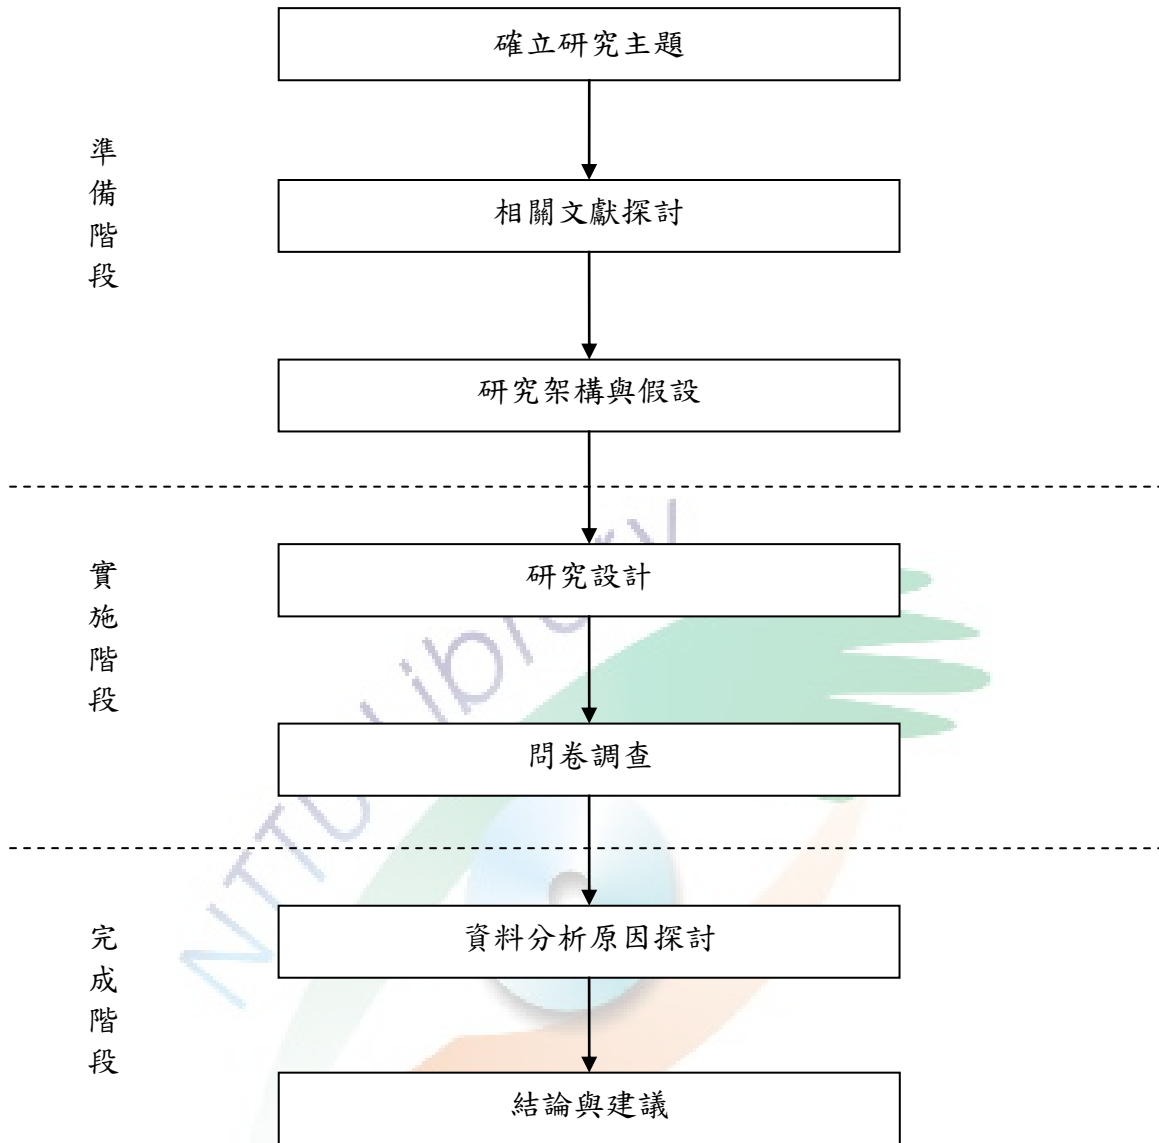 確立研究主題
準備階段
相關文獻探討
研究架構與假設
實施階段
研究設計
問卷調查
完成階段
資料分析原因探討
結論與建議
NTTU Library